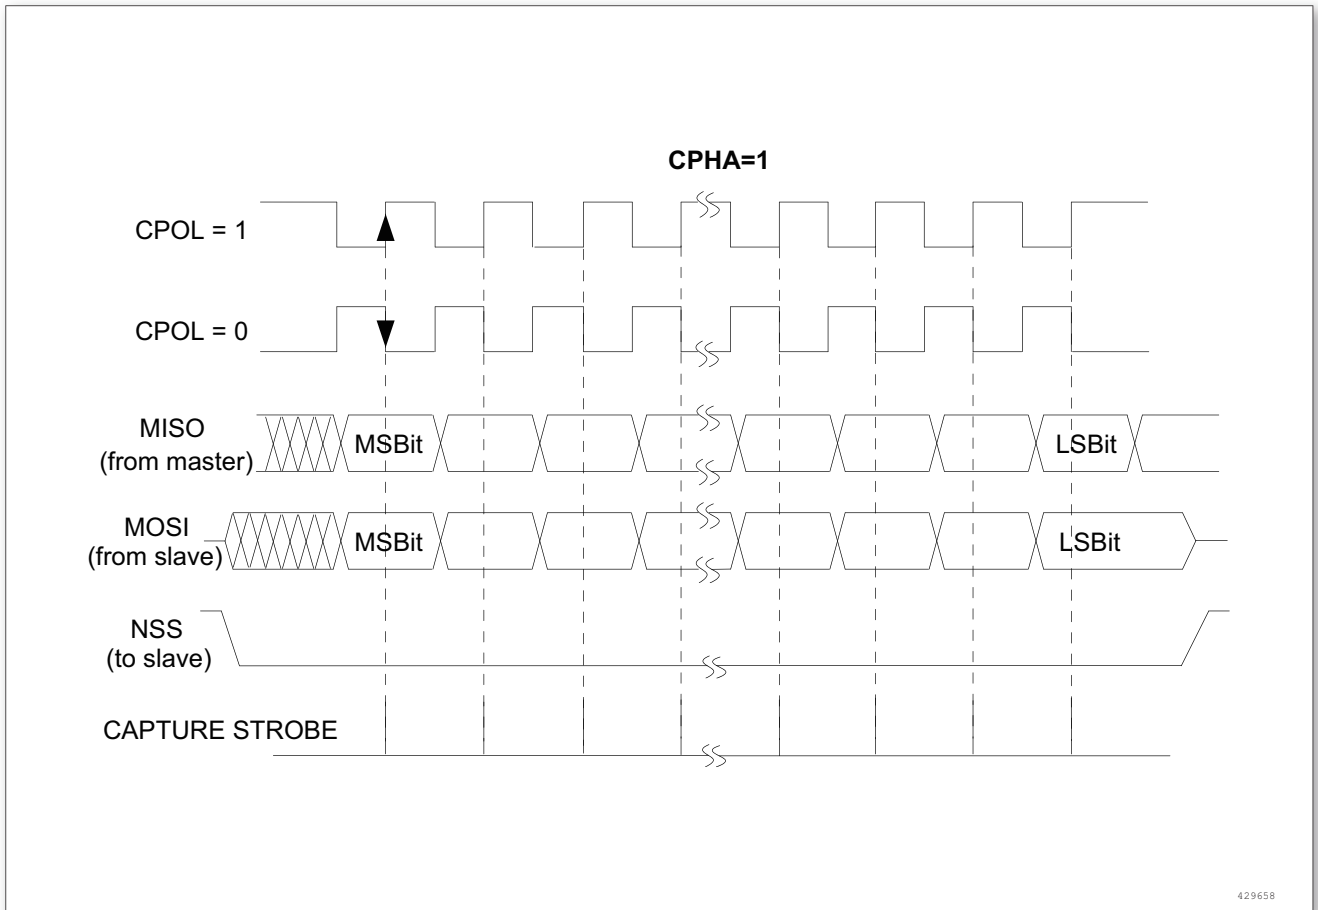 CPHA=1
CPOL = 1
CPOL = 0
MISO
(from master)
MSBit
LSBit
MOSI
(from slave)
MSBit
LSBit
NSS
(to slave)
CAPTURE STROBE
429658